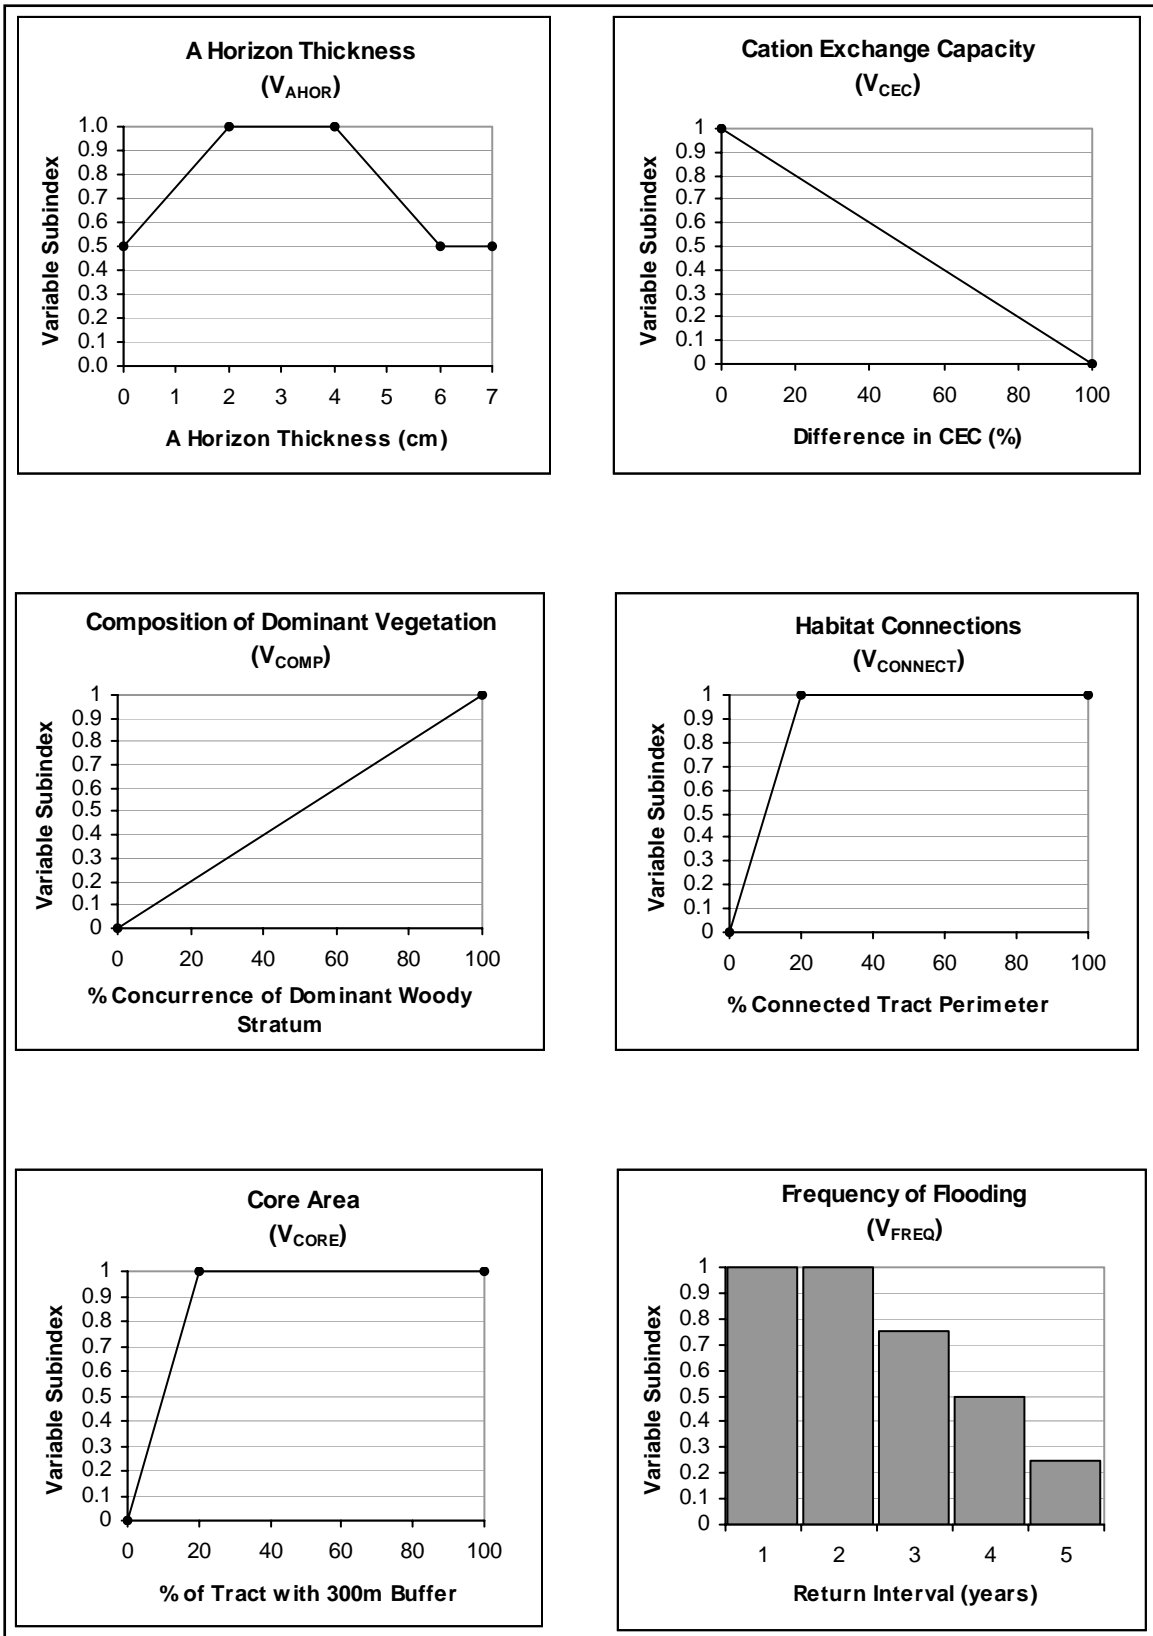 A Horizon Thickness
(VAHOR)
1.0
0.9
0.8
0.7
0.6
0.5
0.4
0.3
0.2
0.1
0.0
Variable Subindex
0 1 2 3 4 5 6 7
A Horizon Thickness (cm)
Cation Exchange Capacity
(VCEC)
1
0.9
0.8
0.7
0.6
0.5
0.4
0.3
0.2
0.1
0
Variable Subindex
0 20 40 60 80 100
Difference in CEC (%)
Composition of Dominant Vegetation
(VCOMP)
1
0.9
0.8
0.7
0.6
0.5
0.4
0.3
0.2
0.1
0
Variable Subindex
0 20 40 60 80 100
% Concurrence of Dominant Woody
Stratum
Habitat Connections
(VCONNECT)
1
0.9
0.8
0.7
0.6
0.5
0.4
0.3
0.2
0.1
0
Variable Subindex
0 20 40 60 80 100
% Connected Tract Perimeter
Core Area
(VCORE)
1
0.9
0.8
0.7
0.6
0.5
0.4
0.3
0.2
0.1
0
Variable Subindex
0 20 40 60 80 100
% of Tract with 300m Buffer
Frequency of Flooding
(VFREQ)
1
0.9
0.8
0.7
0.6
0.5
0.4
0.3
0.2
0.1
0
Variable Subindex
1 2 3 4 5
Return Interval (years)